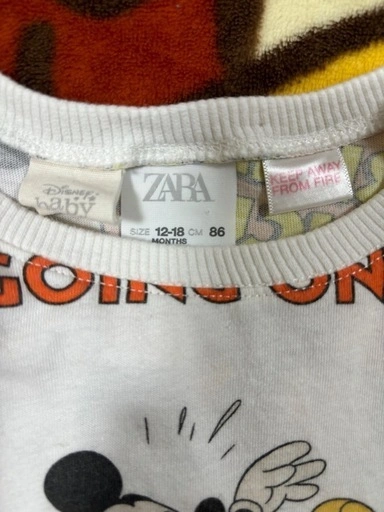 Disney
baby
ZARA
SIZE 12-18 CM 86
MONTHS
KEEP AWAY
FROM FIRE
GOING ON